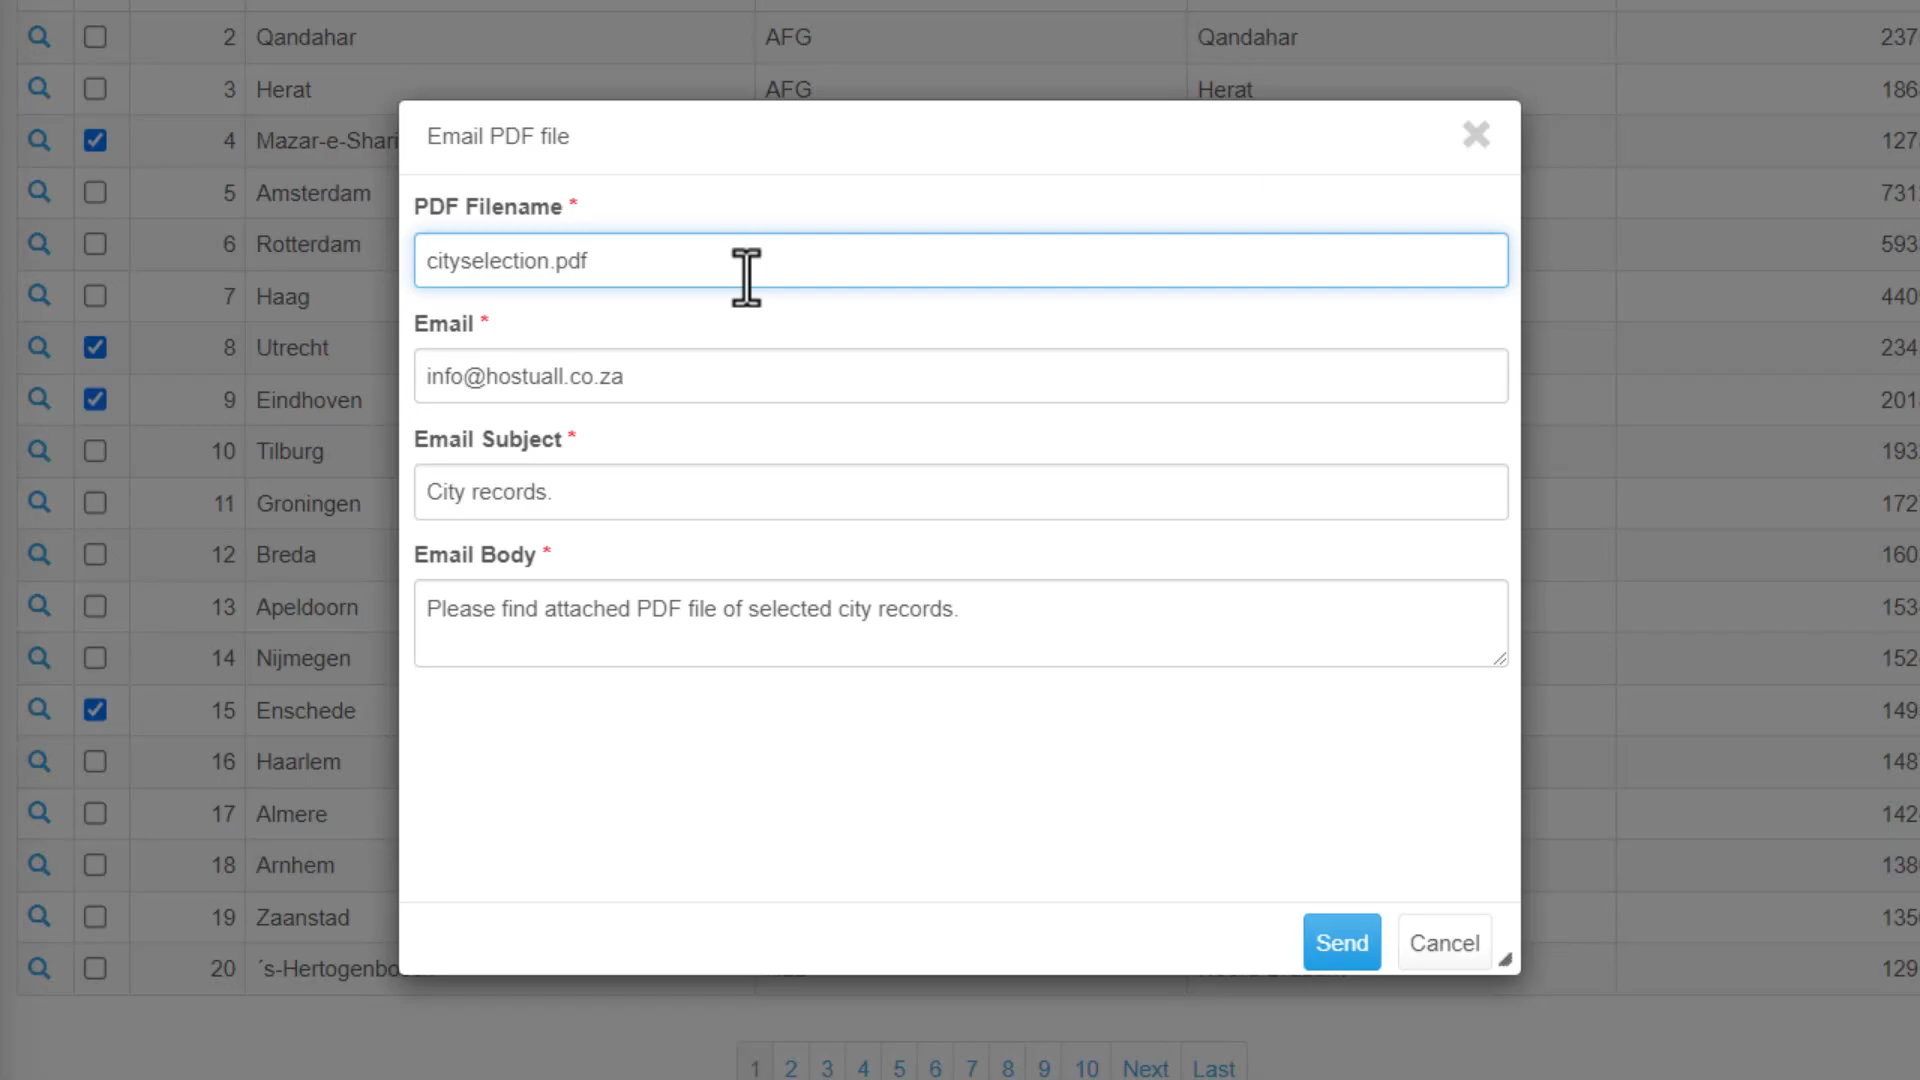 2 Qandahar AFG Qandahar 237
3 Herat AFG Herat 186
4 Mazar-e-Shari 127
5 Amsterdam 731
6 Rotterdam 593
7 Haag 440
8 Utrecht 234
9 Eindhoven 201
10 Tilburg 193
11 Groningen 172
12 Breda 160
13 Apeldoorn 153
14 Nijmegen 152
15 Enschede 149
16 Haarlem 148
17 Almere 142
18 Arnhem 138
19 Zaanstad 135
20 ´s-Hertogenbo 129
Email PDF file
PDF Filename *
cityselection.pdf
Email *
info@hostuall.co.za
Email Subject *
City records.
Email Body *
Please find attached PDF file of selected city records.
Send Cancel
1 2 3 4 5 6 7 8 9 10 Next Last